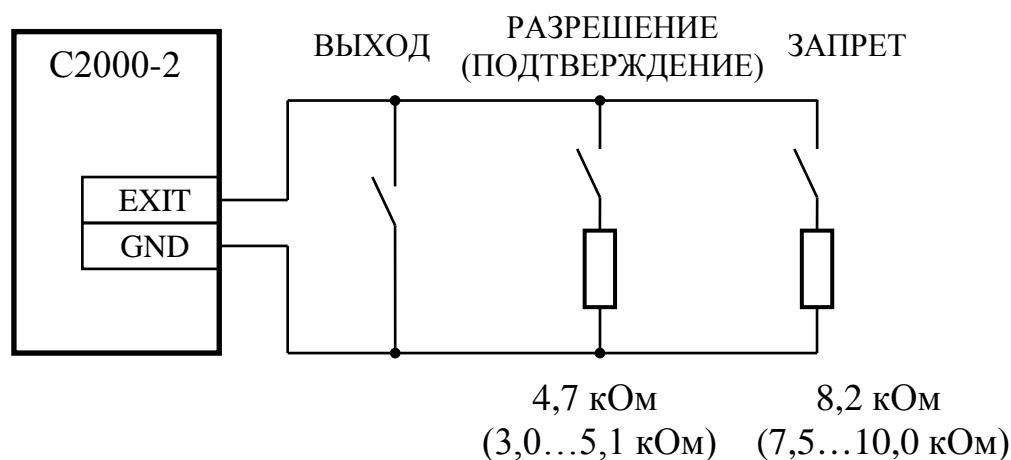 С2000-2
ВЫХОД
РАЗРЕШЕНИЕ
(ПОДТВЕРЖДЕНИЕ)
ЗАПРЕТ
EXIT
GND
4,7 кОм
(3,0…5,1 кОм)
8,2 кОм
(7,5…10,0 кОм)